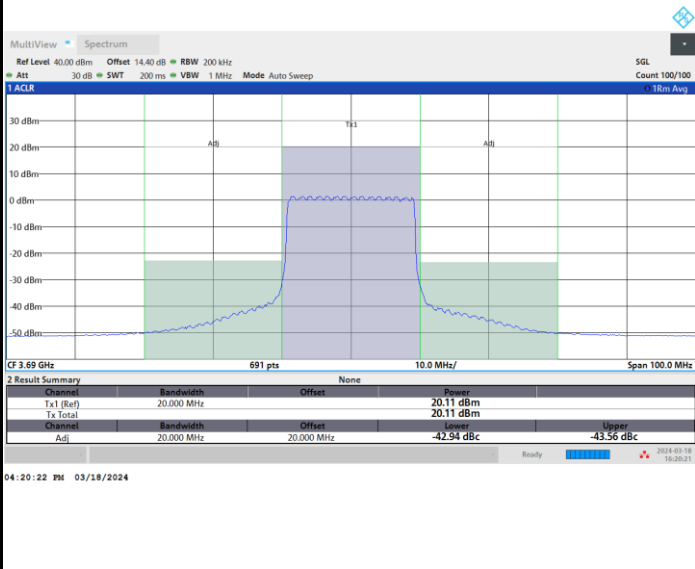 MultiView Spectrum
Ref Level 40.00 dBm Offset 14.40 dB RBW 200 kHz SGL
Att 30 dB SWT 200 ms VBW 1 MHz Mode Auto Sweep Count 100/100
1 ACLR 1Rm Avg
30 dBm
Tx1
20 dBm Adj Adj
10 dBm
0 dBm
-10 dBm
-20 dBm
-30 dBm
-40 dBm
-50 dBm
CF 3.69 GHz 691 pts 10.0 MHz/ Span 100.0 MHz
2 Result Summary None
Channel Bandwidth Offset Power
Tx1 (Ref) 20.000 MHz 20.11 dBm
Tx Total 20.11 dBm
Channel Bandwidth Offset Lower Upper
Adj 20.000 MHz 20.000 MHz -42.94 dBc -43.56 dBc
Ready 2024-03-18
16:20:21
04:20:22 PM 03/18/2024